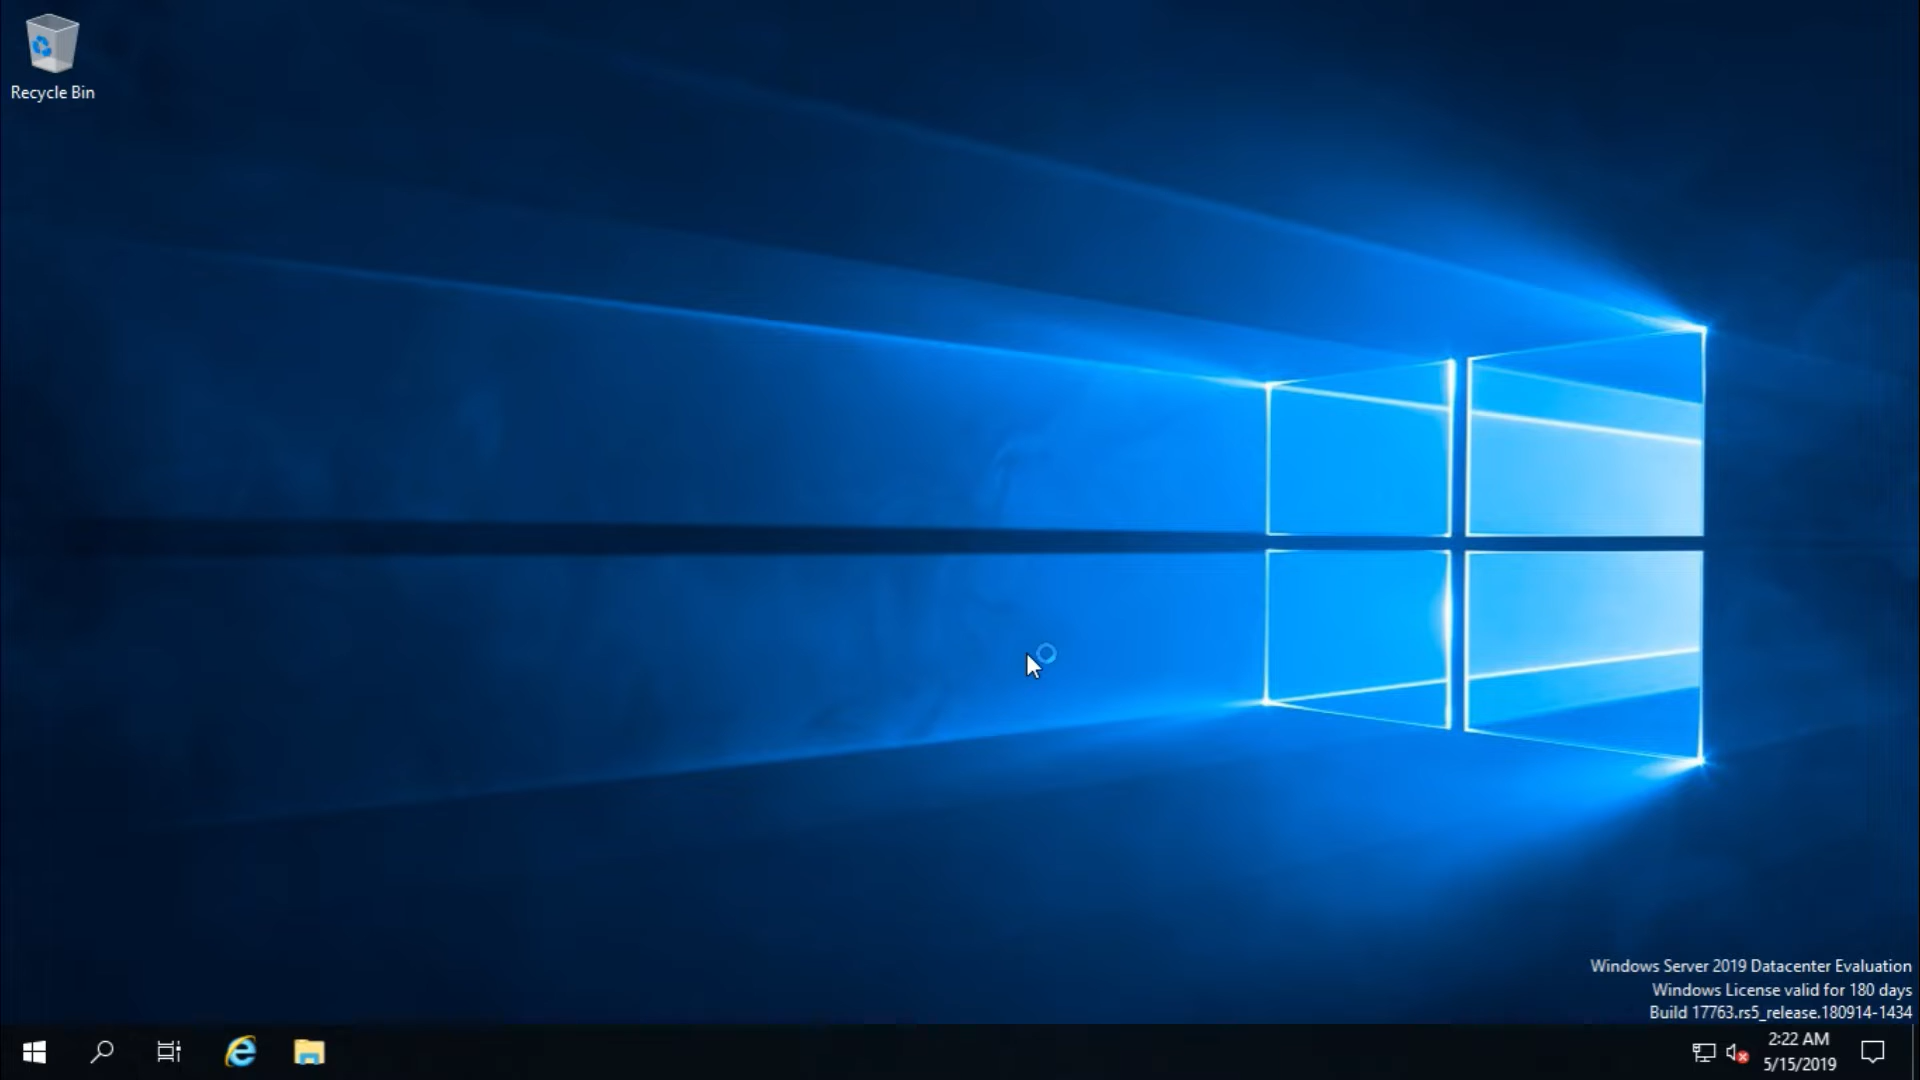 Recycle Bin
Windows Server 2019 Datacenter Evaluation
Windows License valid for 180 days
Build 17763.rs5_release.180914-1434
2:22 AM
5/15/2019